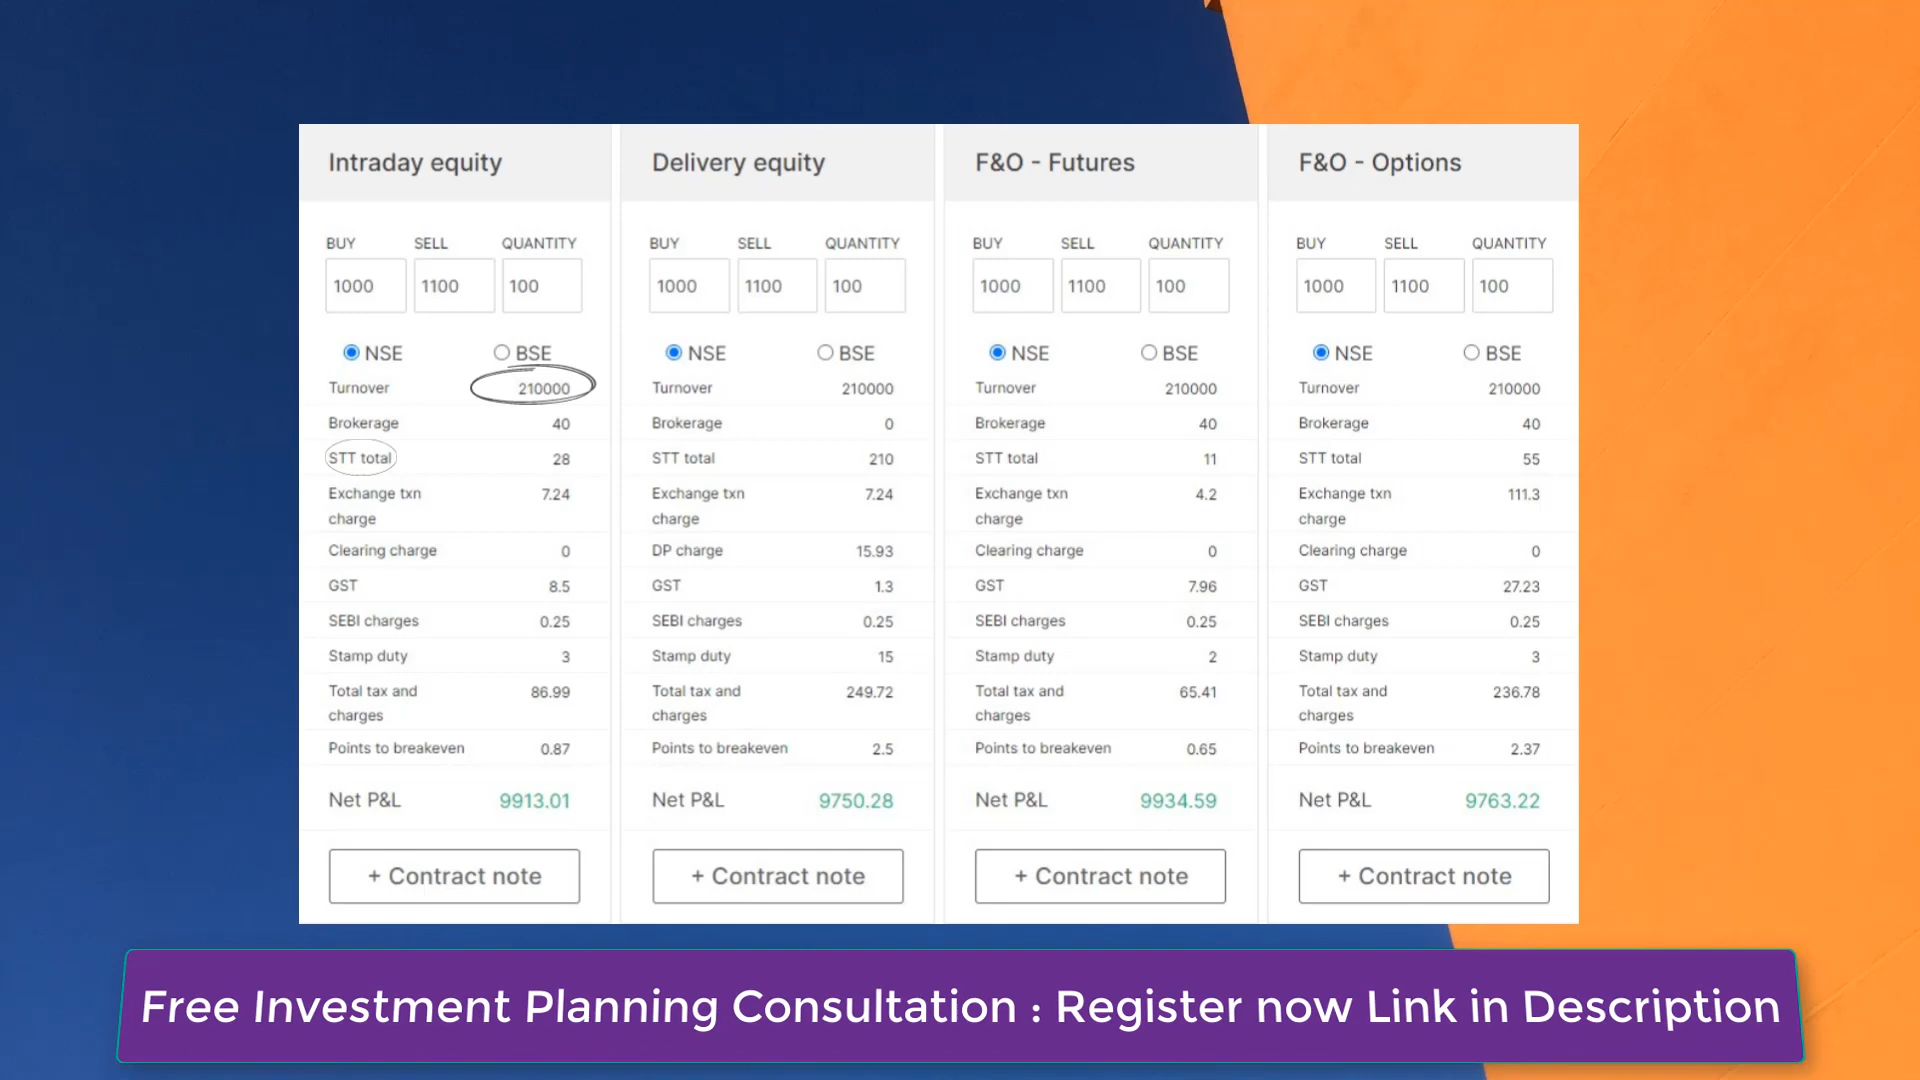 Intraday equity
BUY SELL QUANTITY
1000 1100 100
NSE BSE
Turnover 210000
Brokerage 40
STT total 28
Exchange txn 7.24
charge
Clearing charge 0
GST 8.5
SEBI charges 0.25
Stamp duty 3
Total tax and 86.99
charges
Points to breakeven 0.87
Net P&L 9913.01
+ Contract note
Delivery equity
BUY SELL QUANTITY
1000 1100 100
NSE BSE
Turnover 210000
Brokerage 0
STT total 210
Exchange txn 7.24
charge
DP charge 15.93
GST 1.3
SEBI charges 0.25
Stamp duty 15
Total tax and 249.72
charges
Points to breakeven 2.5
Net P&L 9750.28
+ Contract note
F&O - Futures
BUY SELL QUANTITY
1000 1100 100
NSE BSE
Turnover 210000
Brokerage 40
STT total 11
Exchange txn 4.2
charge
Clearing charge 0
GST 7.96
SEBI charges 0.25
Stamp duty 2
Total tax and 65.41
charges
Points to breakeven 0.65
Net P&L 9934.59
+ Contract note
F&O - Options
BUY SELL QUANTITY
1000 1100 100
NSE BSE
Turnover 210000
Brokerage 40
STT total 55
Exchange txn 111.3
charge
Clearing charge 0
GST 27.23
SEBI charges 0.25
Stamp duty 3
Total tax and 236.78
charges
Points to breakeven 2.37
Net P&L 9763.22
+ Contract note
Free Investment Planning Consultation : Register now Link in Description